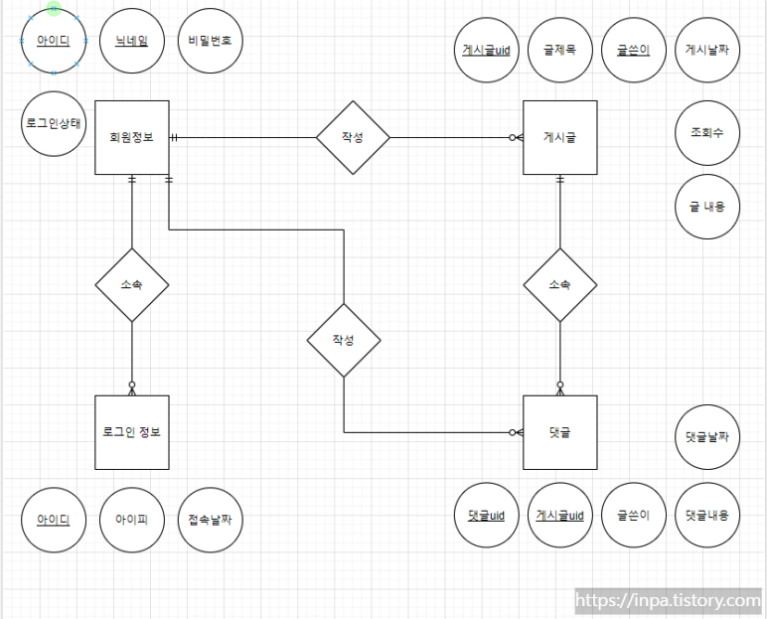 아이디
닉네임
비밀번호
게시글uid
글제목
글쓴이
게시날짜
로그인상태
회원정보
작성
게시글
조회수
글 내용
소속
소속
작성
로그인 정보
댓글
댓글날짜
아이디
아이피
접속날짜
댓글uid
게시글uid
글쓴이
댓글내용
https://inpa.tistory.com